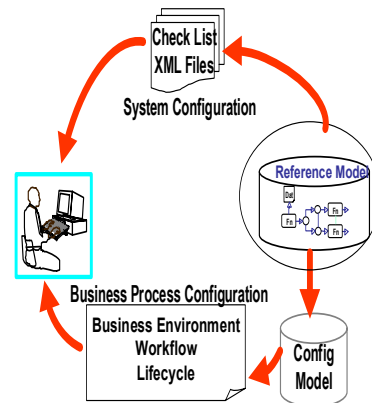 Check List
XML Files
System Configuration
Reference Model
Dat
Fn
Fn
Fn
Business Process Configuration
Business Environment
Workflow
Lifecycle
Config
Model